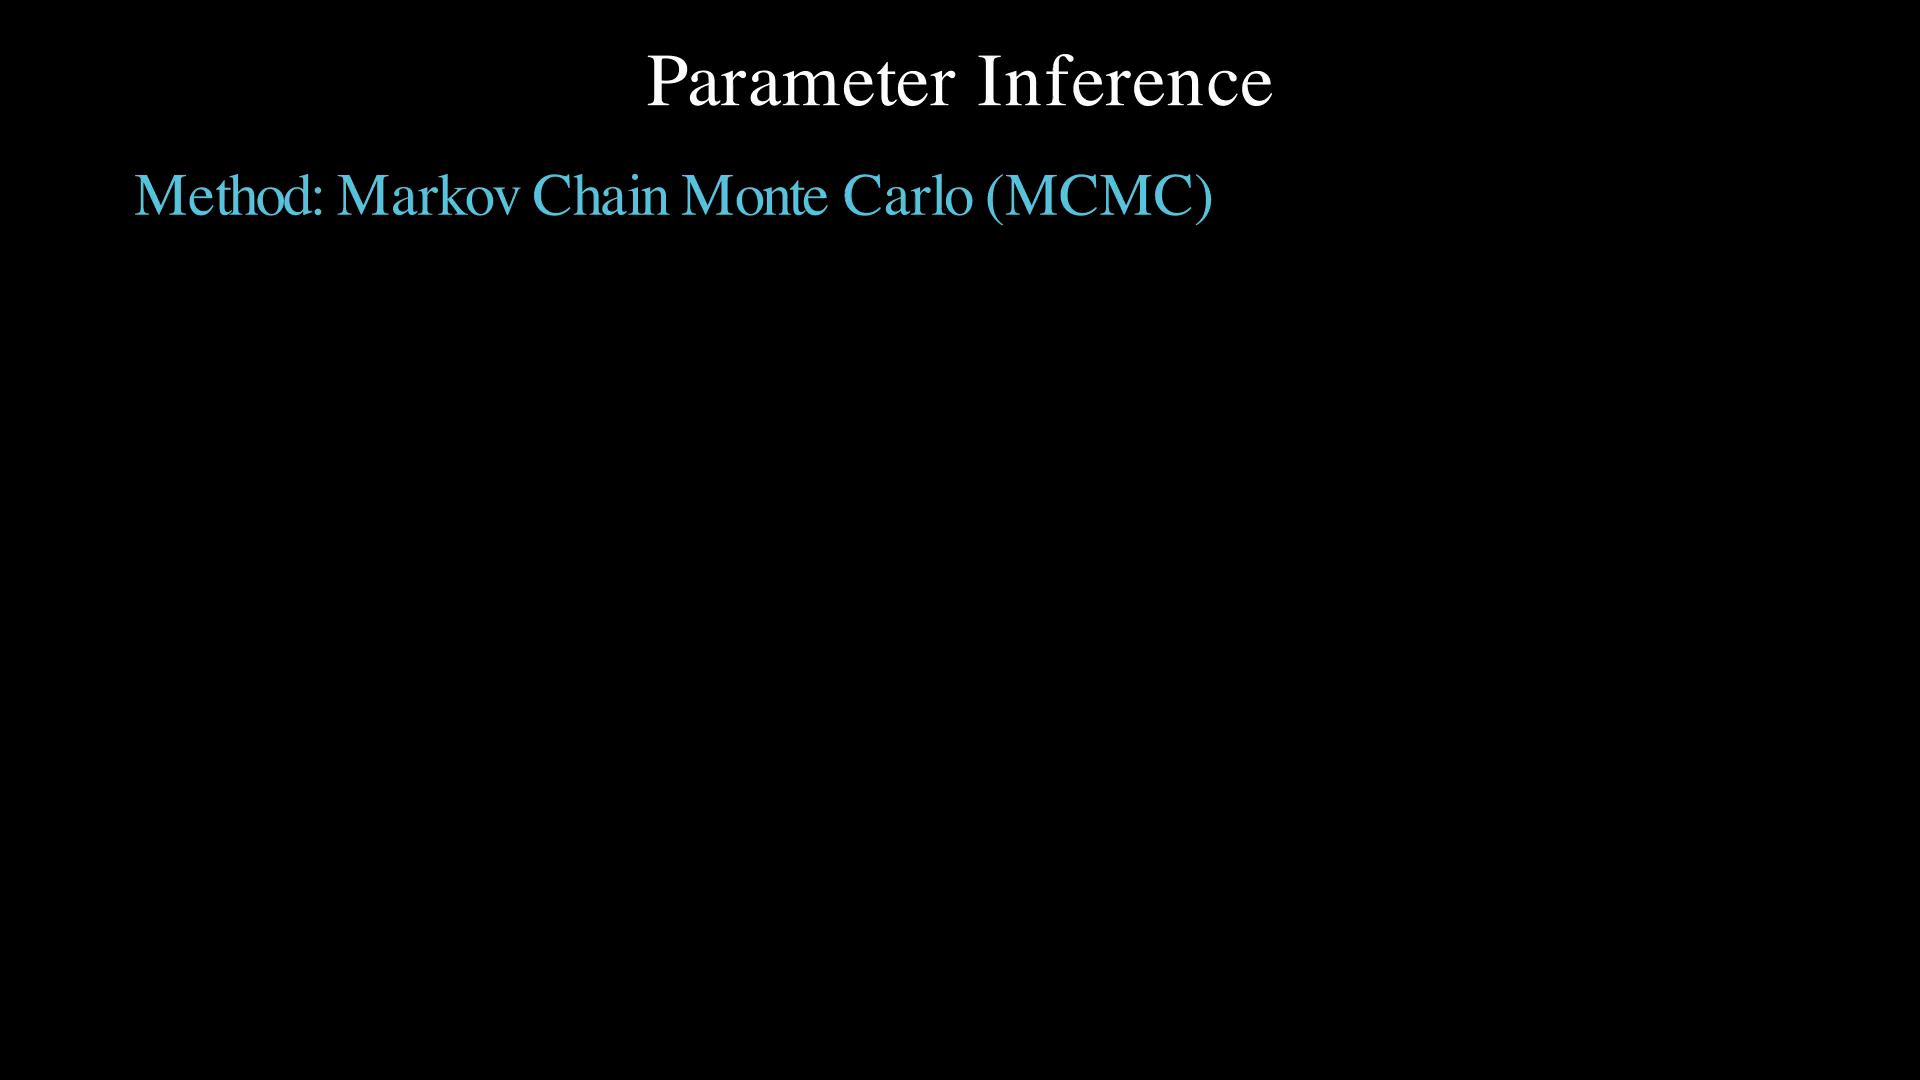 Parameter Inference
Method: Markov Chain Monte Carlo (MCMC)